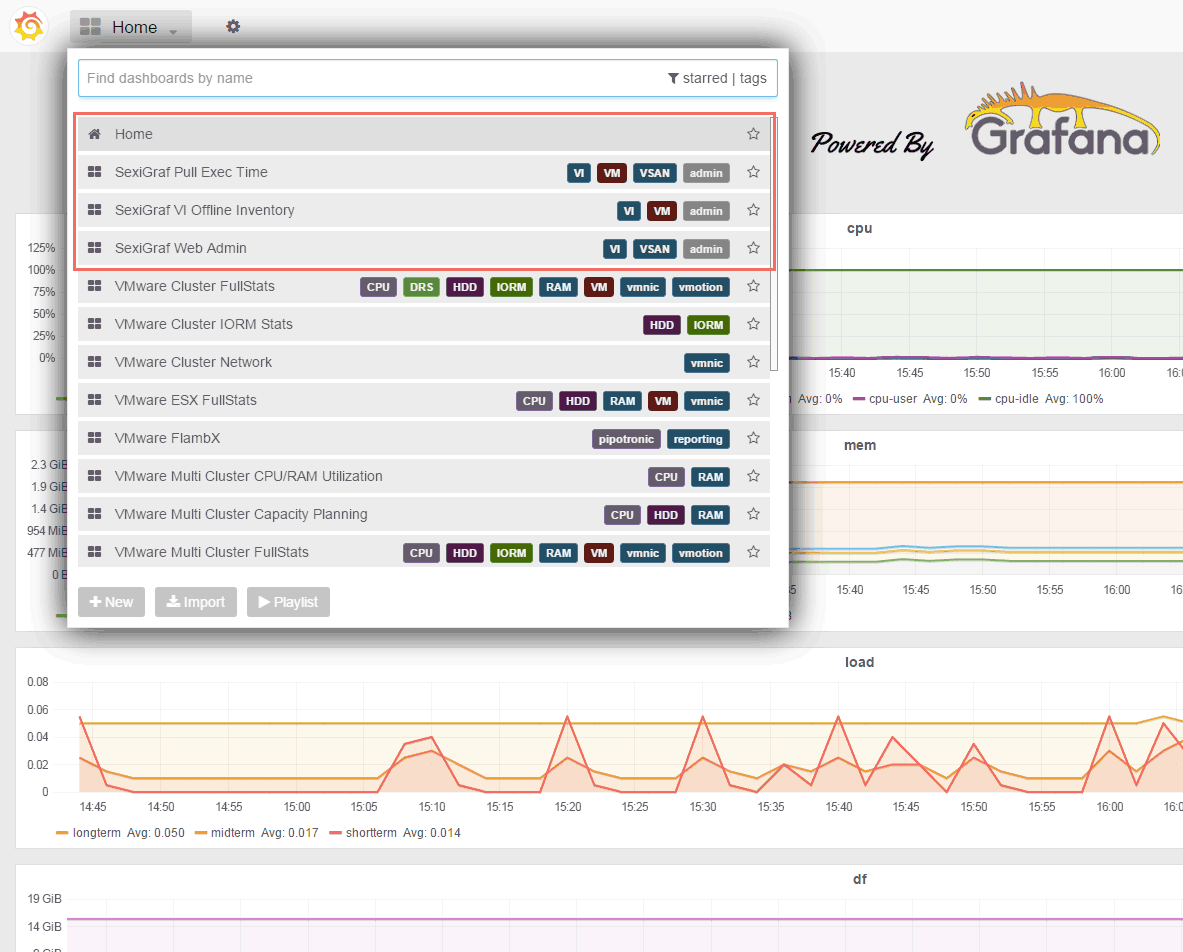 Home
Find dashboards by name starred | tags
Home
SexiGraf Pull Exec Time VI VM VSAN admin
SexiGraf VI Offline Inventory VI VM admin
SexiGraf Web Admin VI VSAN admin
VMware Cluster FullStats CPU DRS HDD IORM RAM VM vmnic vmotion
VMware Cluster IORM Stats HDD IORM
VMware Cluster Network vmnic
VMware ESX FullStats CPU HDD RAM VM vmnic
VMware FlambX pipotronic reporting
VMware Multi Cluster CPU/RAM Utilization CPU RAM
VMware Multi Cluster Capacity Planning CPU HDD RAM
VMware Multi Cluster FullStats CPU HDD IORM RAM VM vmnic vmotion
New Import Playlist
Powered By Grafana
cpu
125%
100%
75%
50%
25%
0%
15:40 15:45 15:50 15:55 16:00
Avg: 0% cpu-user Avg: 0% cpu-idle Avg: 100%
mem
2.3 GiB
1.9 GiB
1.4 GiB
954 MiB
477 MiB
0 B
15:40 15:45 15:50 15:55 16:00
load
0.08
0.06
0.04
0.02
0
14:45 14:50 14:55 15:00 15:05 15:10 15:15 15:20 15:25 15:30 15:35 15:40 15:45 15:50 15:55 16:00
longterm Avg: 0.050 midterm Avg: 0.017 shortterm Avg: 0.014
df
19 GiB
14 GiB